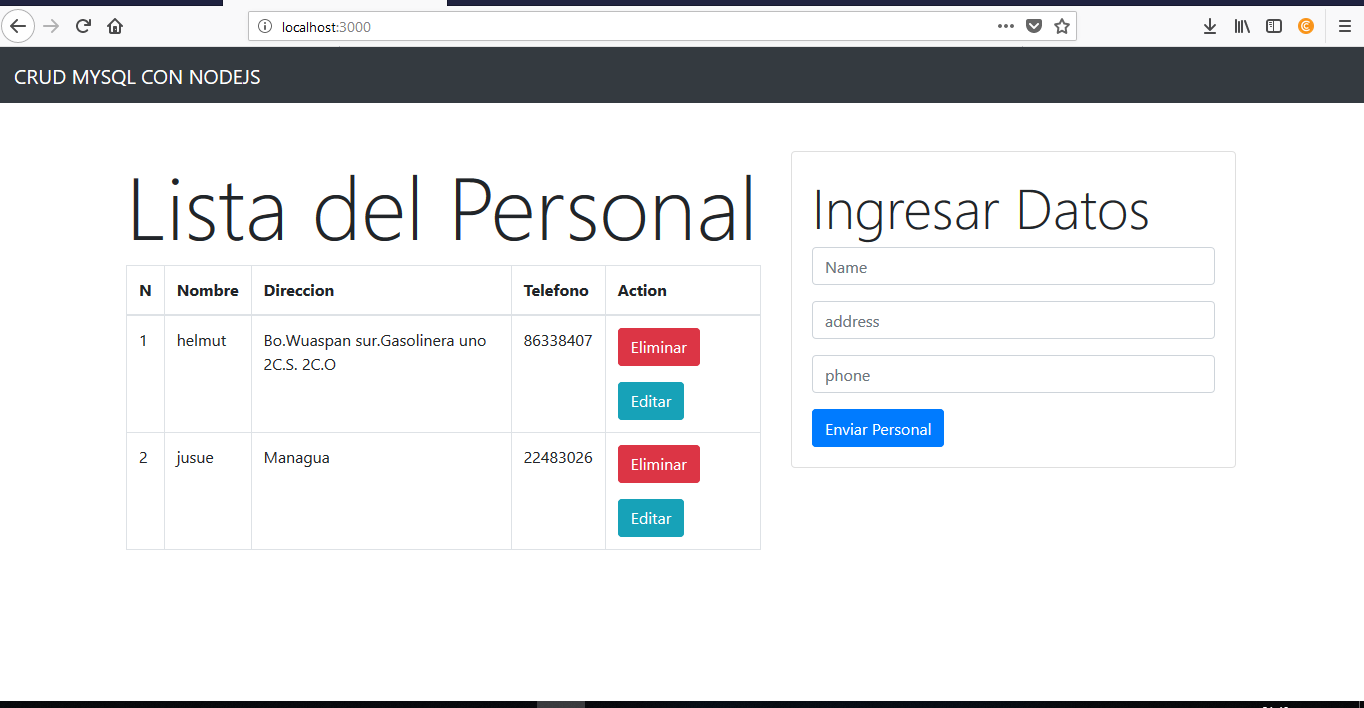 localhost:3000
CRUD MYSQL CON NODEJS
Lista del Personal
N Nombre Direccion Telefono Action
1 helmut Bo.Wuaspan sur.Gasolinera uno 86338407 Eliminar
2C.S. 2C.O
Editar
2 jusue Managua 22483026 Eliminar
Editar
Ingresar Datos
Name
address
phone
Enviar Personal